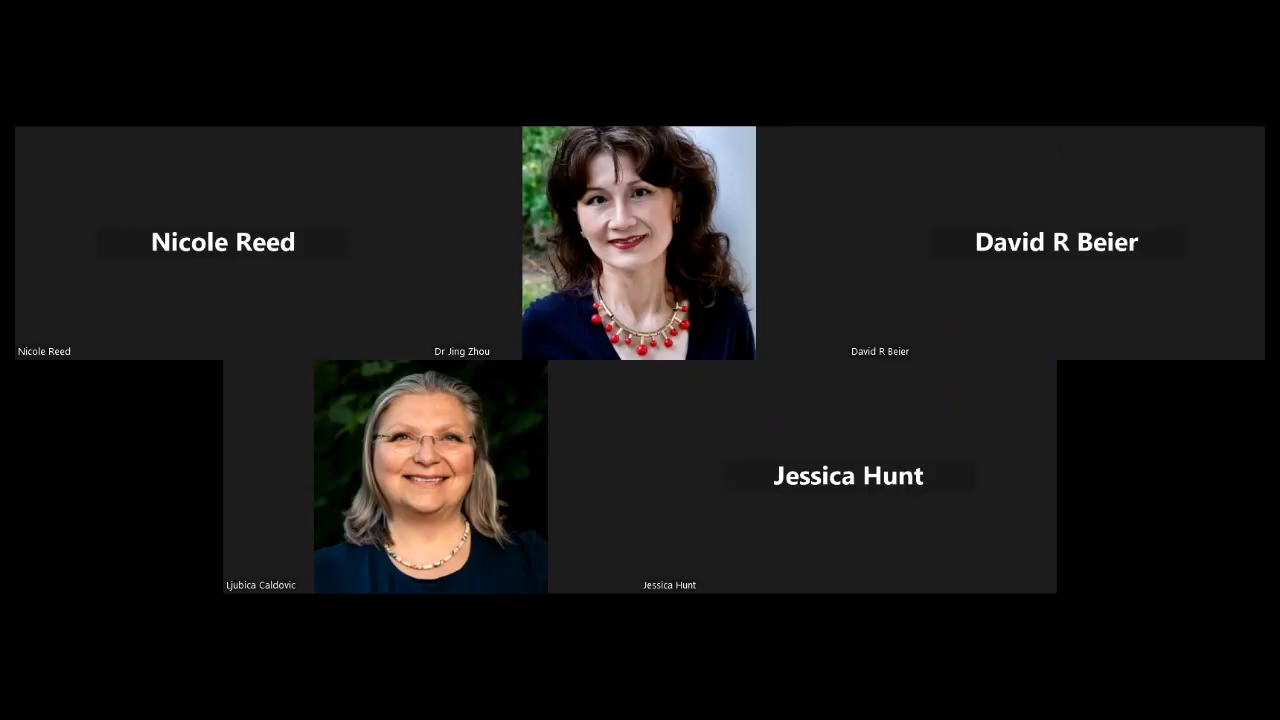 Nicole Reed
Nicole Reed
Dr Jing Zhou
David R Beier
David R Beier
Ljubica Caldovic
Jessica Hunt
Jessica Hunt